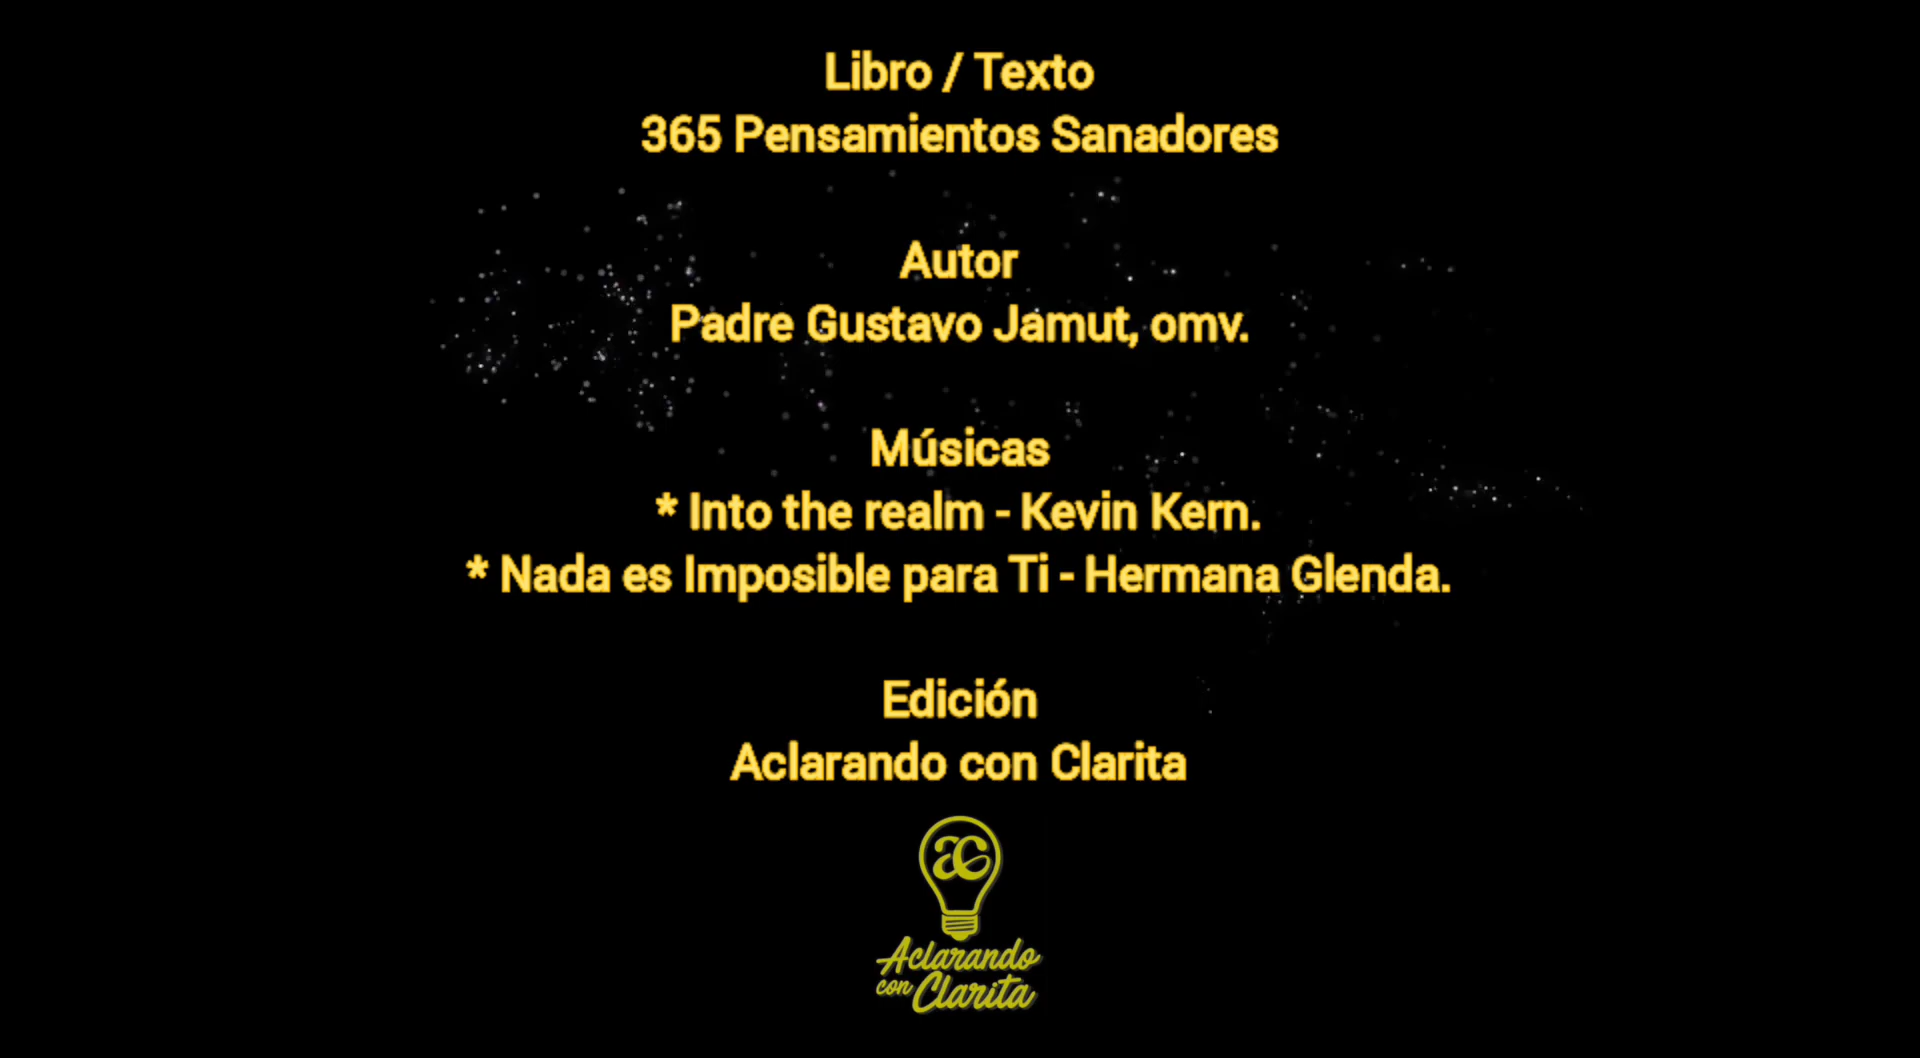 Libro / Texto
365 Pensamientos Sanadores
Autor
Padre Gustavo Jamut, omv.
Músicas
* Into the realm - Kevin Kern.
* Nada es Imposible para Ti - Hermana Glenda.
Edición
Aclarando con Clarita
ac
Aclarando
con Clarita